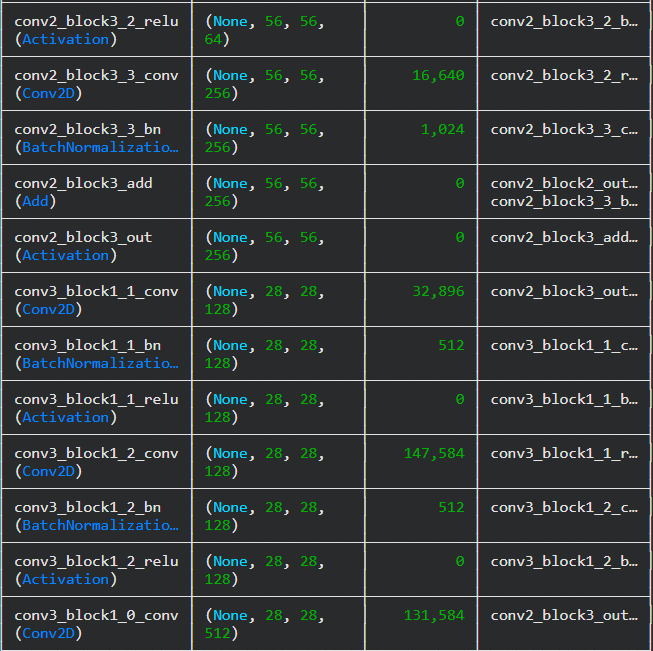 conv2_block3_2_relu (None, 56, 56, 0 conv2_block3_2_b…
(Activation) 64)
conv2_block3_3_conv (None, 56, 56, 16,640 conv2_block3_2_r…
(Conv2D) 256)
conv2_block3_3_bn (None, 56, 56, 1,024 conv2_block3_3_c…
(BatchNormalizatio… 256)
conv2_block3_add (None, 56, 56, 0 conv2_block2_out…
(Add) 256) conv2_block3_3_b…
conv2_block3_out (None, 56, 56, 0 conv2_block3_add…
(Activation) 256)
conv3_block1_1_conv (None, 28, 28, 32,896 conv2_block3_out…
(Conv2D) 128)
conv3_block1_1_bn (None, 28, 28, 512 conv3_block1_1_c…
(BatchNormalizatio… 128)
conv3_block1_1_relu (None, 28, 28, 0 conv3_block1_1_b…
(Activation) 128)
conv3_block1_2_conv (None, 28, 28, 147,584 conv3_block1_1_r…
(Conv2D) 128)
conv3_block1_2_bn (None, 28, 28, 512 conv3_block1_2_c…
(BatchNormalizatio… 128)
conv3_block1_2_relu (None, 28, 28, 0 conv3_block1_2_b…
(Activation) 128)
conv3_block1_0_conv (None, 28, 28, 131,584 conv2_block3_out…
(Conv2D) 512)